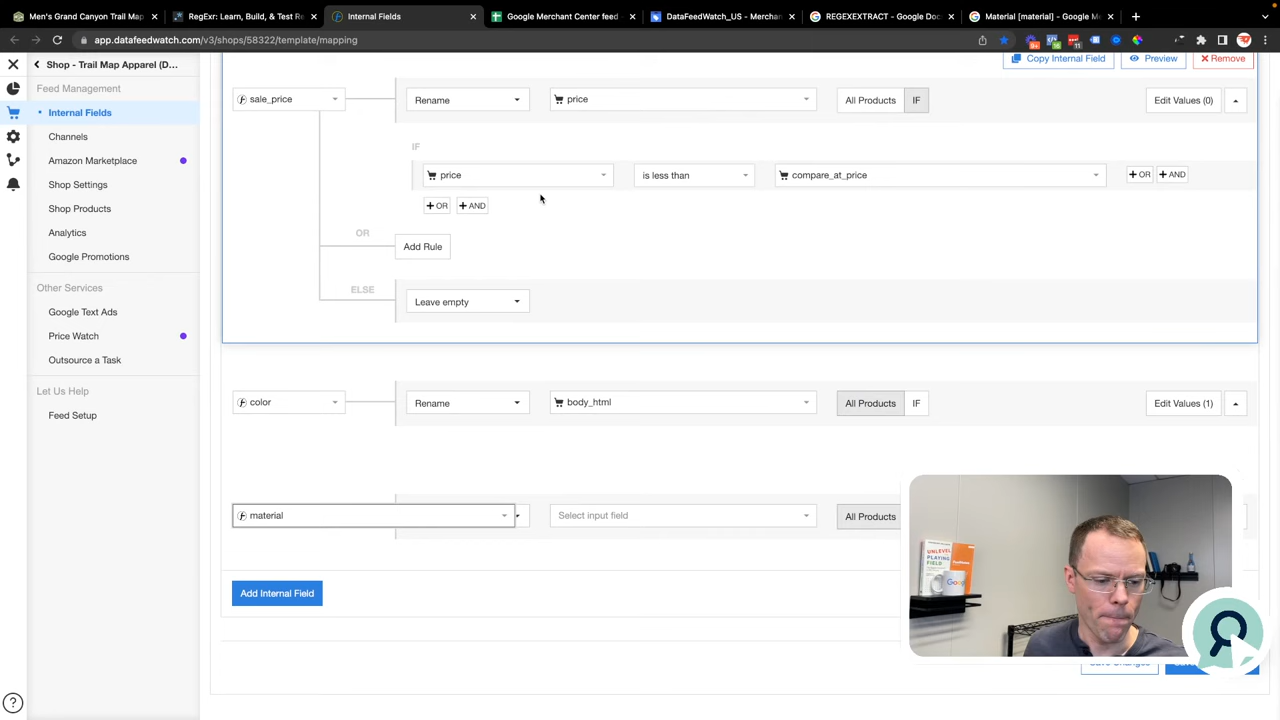 Men's Grand Canyon Trail Map
RegExr: Learn, Build, & Test Re
Internal Fields
Google Merchant Center feed
DataFeedWatch_US - Merchan
REGEXEXTRACT - Google Doc
Material [material] - Google M
app.datafeedwatch.com/v3/shops/58322/template/mapping
Shop - Trail Map Apparel (D...
Copy Internal Field
Preview
Remove
Feed Management
Internal Fields
Channels
Amazon Marketplace
Shop Settings
Shop Products
Analytics
Google Promotions
Other Services
Google Text Ads
Price Watch
Outsource a Task
Let Us Help
Feed Setup
sale_price
Rename
price
All Products
IF
Edit Values (0)
IF
price
is less than
compare_at_price
+ OR
+ AND
+ OR
+ AND
OR
Add Rule
ELSE
Leave empty
color
Rename
body_html
All Products
IF
Edit Values (1)
material
Select input field
All Products
Add Internal Field
UNLEVEL
PLAYING
FIELD